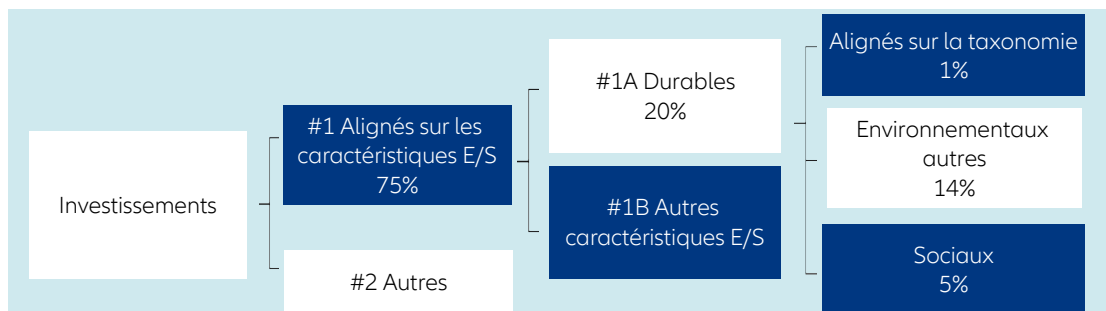 Investissements
#1 Alignés sur les
caractéristiques E/S
75%
#2 Autres
#1A Durables
20%
#1B Autres
caractéristiques E/S
Alignés sur la taxonomie
1%
Environnementaux
autres
14%
Sociaux
5%